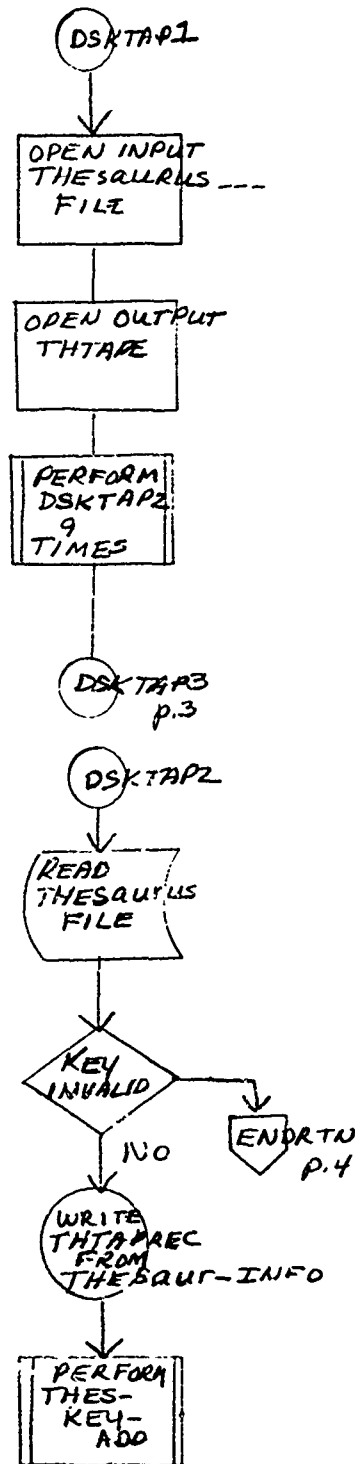 DSKTAP1
OPEN INPUT
THESAURUS ---
FILE
OPEN OUTPUT
THTAPE
PERFORM
DSKTAP2
9
TIMES
DSKTAP3
p.3
DSKTAP2
READ
THESAURUS
FILE
KEY
INVALID
NO
ENDRTN
p.4
WRITE
THTAPREC
FROM
THESAUR-INFO
PERFORM
THES-
KEY-
ADD